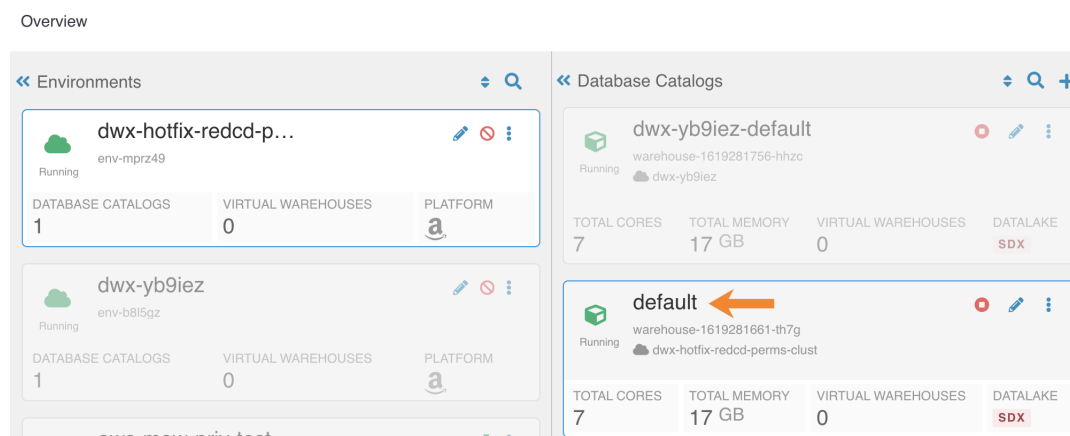 Overview
Environments
dwx-hotfix-redcd-p…
env-mprz49
Running
DATABASE CATALOGS
1
VIRTUAL WAREHOUSES
0
PLATFORM
a
dwx-yb9iez
env-b8l5gz
Running
DATABASE CATALOGS
1
VIRTUAL WAREHOUSES
0
PLATFORM
a
Database Catalogs
dwx-yb9iez-default
warehouse-1619281756-hhzc
dwx-yb9iez
Running
TOTAL CORES
7
TOTAL MEMORY
17 GB
VIRTUAL WAREHOUSES
0
DATALAKE
SDX
default
warehouse-1619281661-th7g
dwx-hotfix-redcd-perms-clust
Running
TOTAL CORES
7
TOTAL MEMORY
17 GB
VIRTUAL WAREHOUSES
0
DATALAKE
SDX